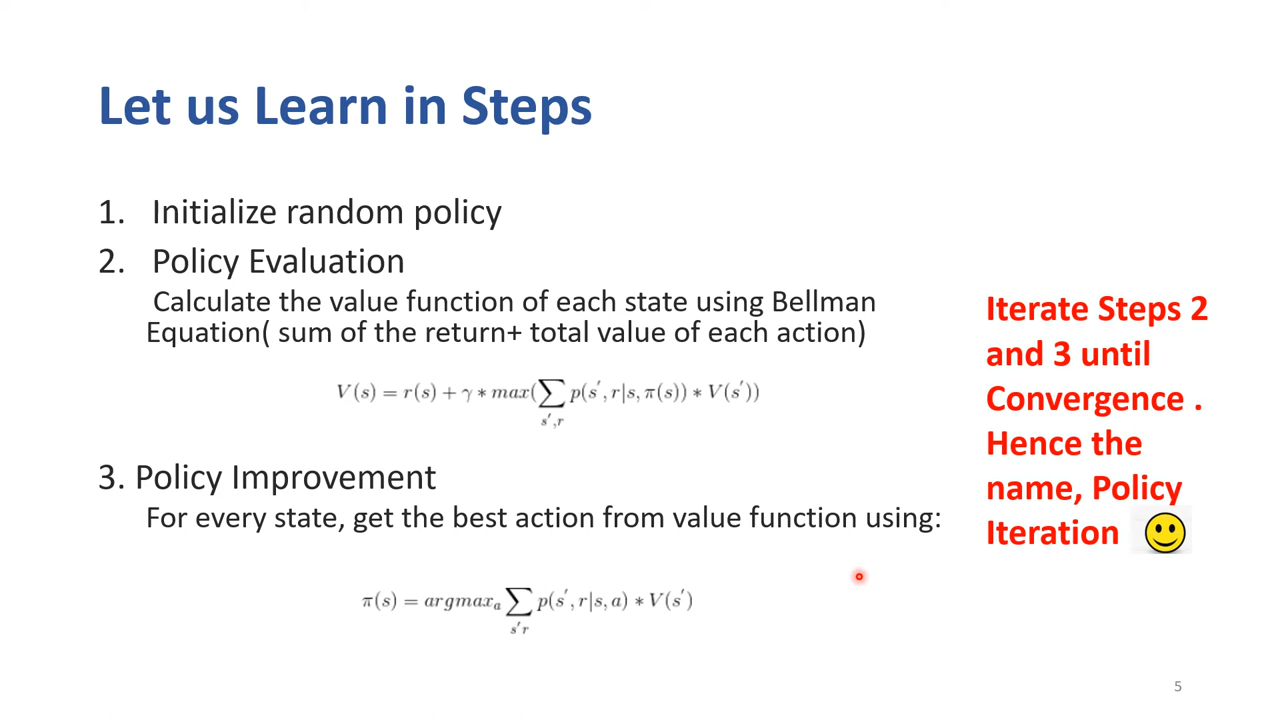 Let us Learn in Steps
1. Initialize random policy
2. Policy Evaluation
Calculate the value function of each state using Bellman
Equation( sum of the return+ total value of each action)
V(s) = r(s) + γ * max(∑ p(s′, r|s, π(s)) * V(s′))
s′,r
3. Policy Improvement
For every state, get the best action from value function using:
π(s) = argmaxₐ ∑ p(s′, r|s, a) * V(s′)
s′r
Iterate Steps 2
and 3 until
Convergence .
Hence the
name, Policy
Iteration
5